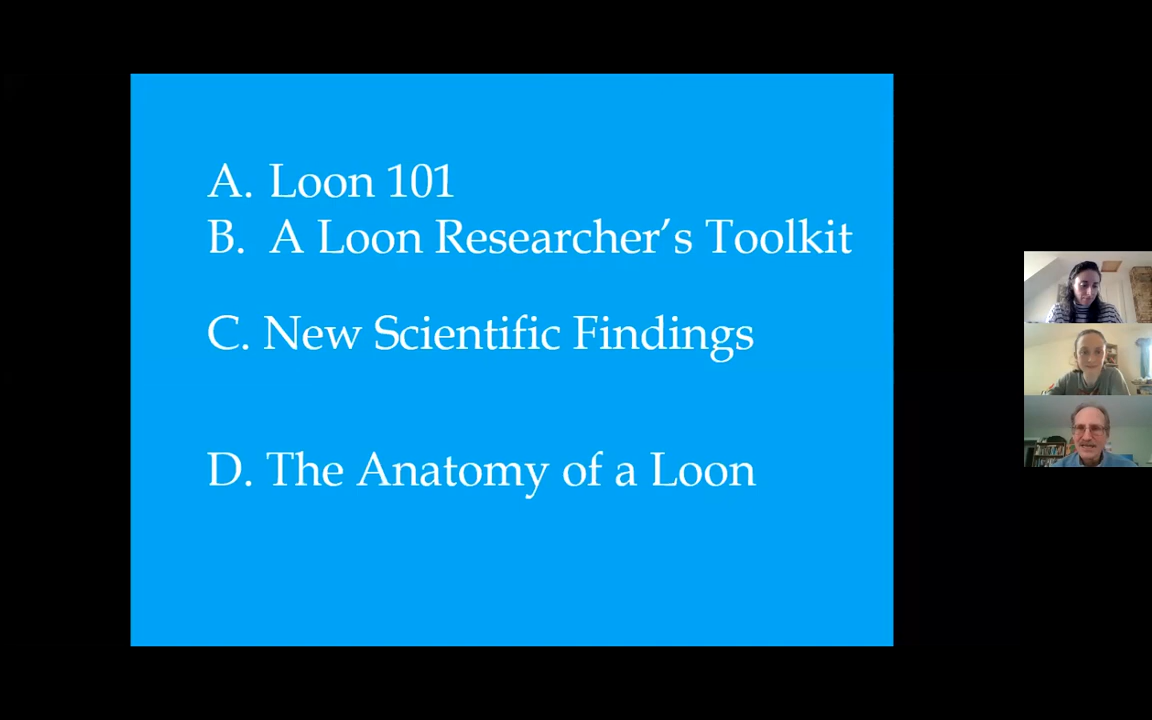 A. Loon 101
B. A Loon Researcher’s Toolkit
C. New Scientific Findings
D. The Anatomy of a Loon